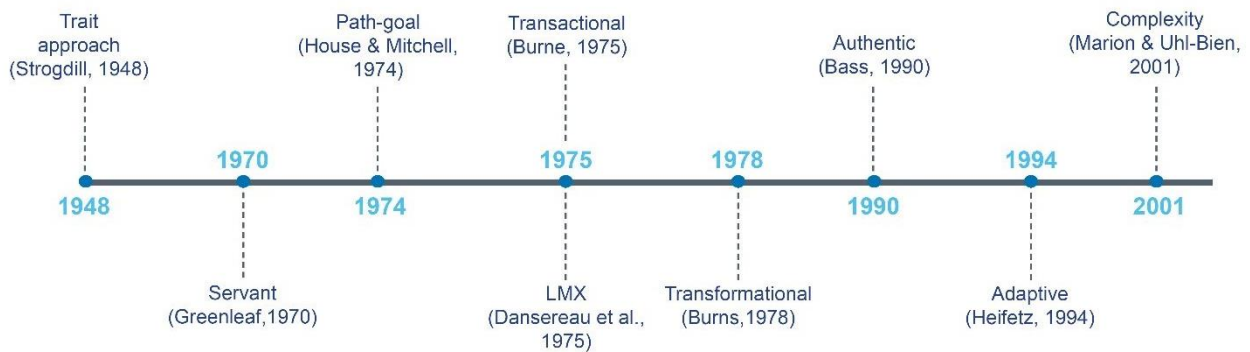 Trait
approach
(Strogdill, 1948)
Path-goal
(House & Mitchell,
1974)
Transactional
(Burne, 1975)
Authentic
(Bass, 1990)
Complexity
(Marion & Uhl-Bien,
2001)
1970
1975
1978
1994
1948
1974
1990
2001
Servant
(Greenleaf,1970)
LMX
(Dansereau et al.,
1975)
Transformational
(Burns,1978)
Adaptive
(Heifetz, 1994)